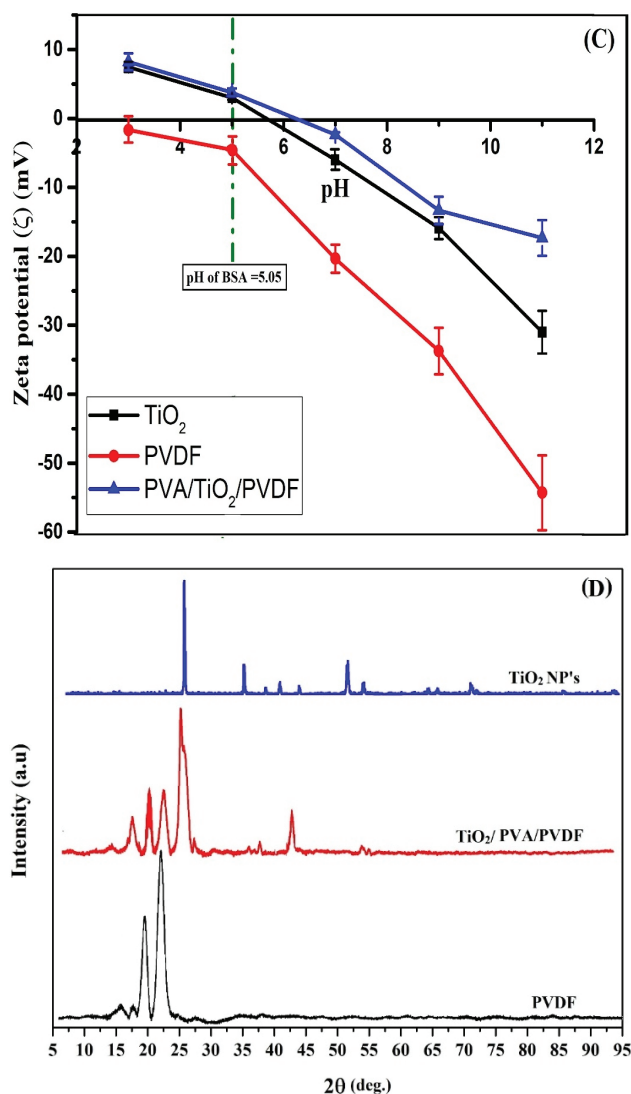 (C)
10
0
-10
-20
-30
-40
-50
-60
2 4 6 8 10 12
pH
Zeta potential (ζ) (mV)
pH of BSA =5.05
TiO₂
PVDF
PVA/TiO₂/PVDF
(D)
TiO₂ NP's
TiO₂/ PVA/PVDF
PVDF
Intensity (a.u)
5 10 15 20 25 30 35 40 45 50 55 60 65 70 75 80 85 90 95
2θ (deg.)